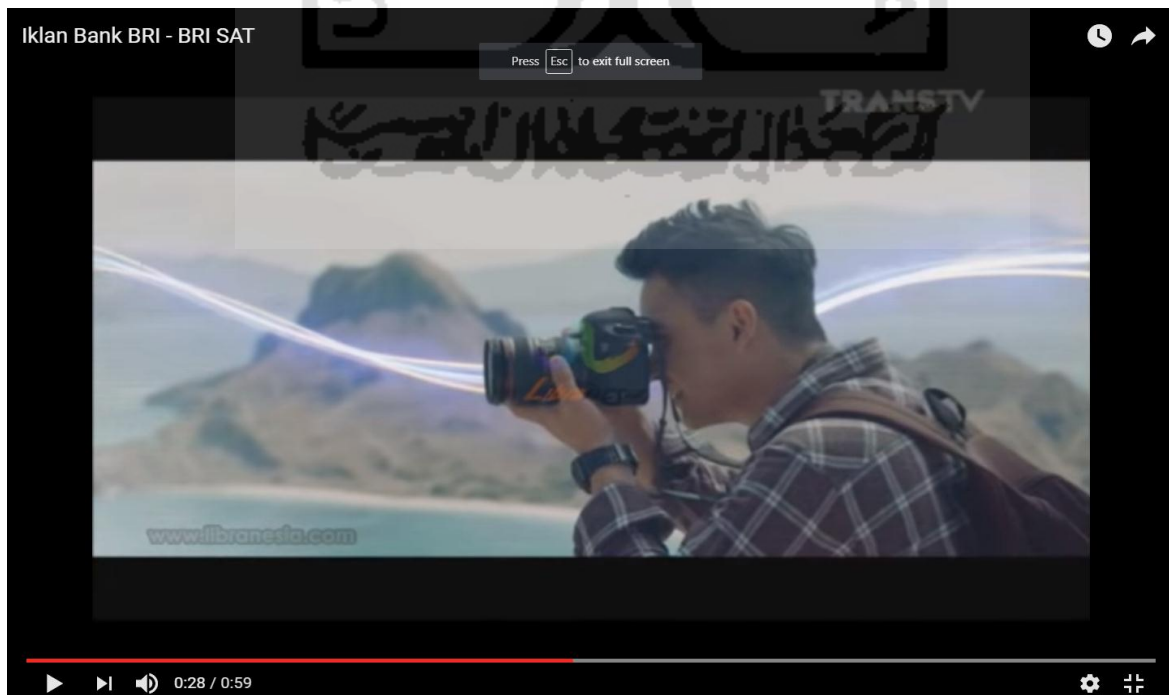 Iklan Bank BRI - BRI SAT
Press Esc to exit full screen
TRANSTV
www.libranesia.com
0:28 / 0:59